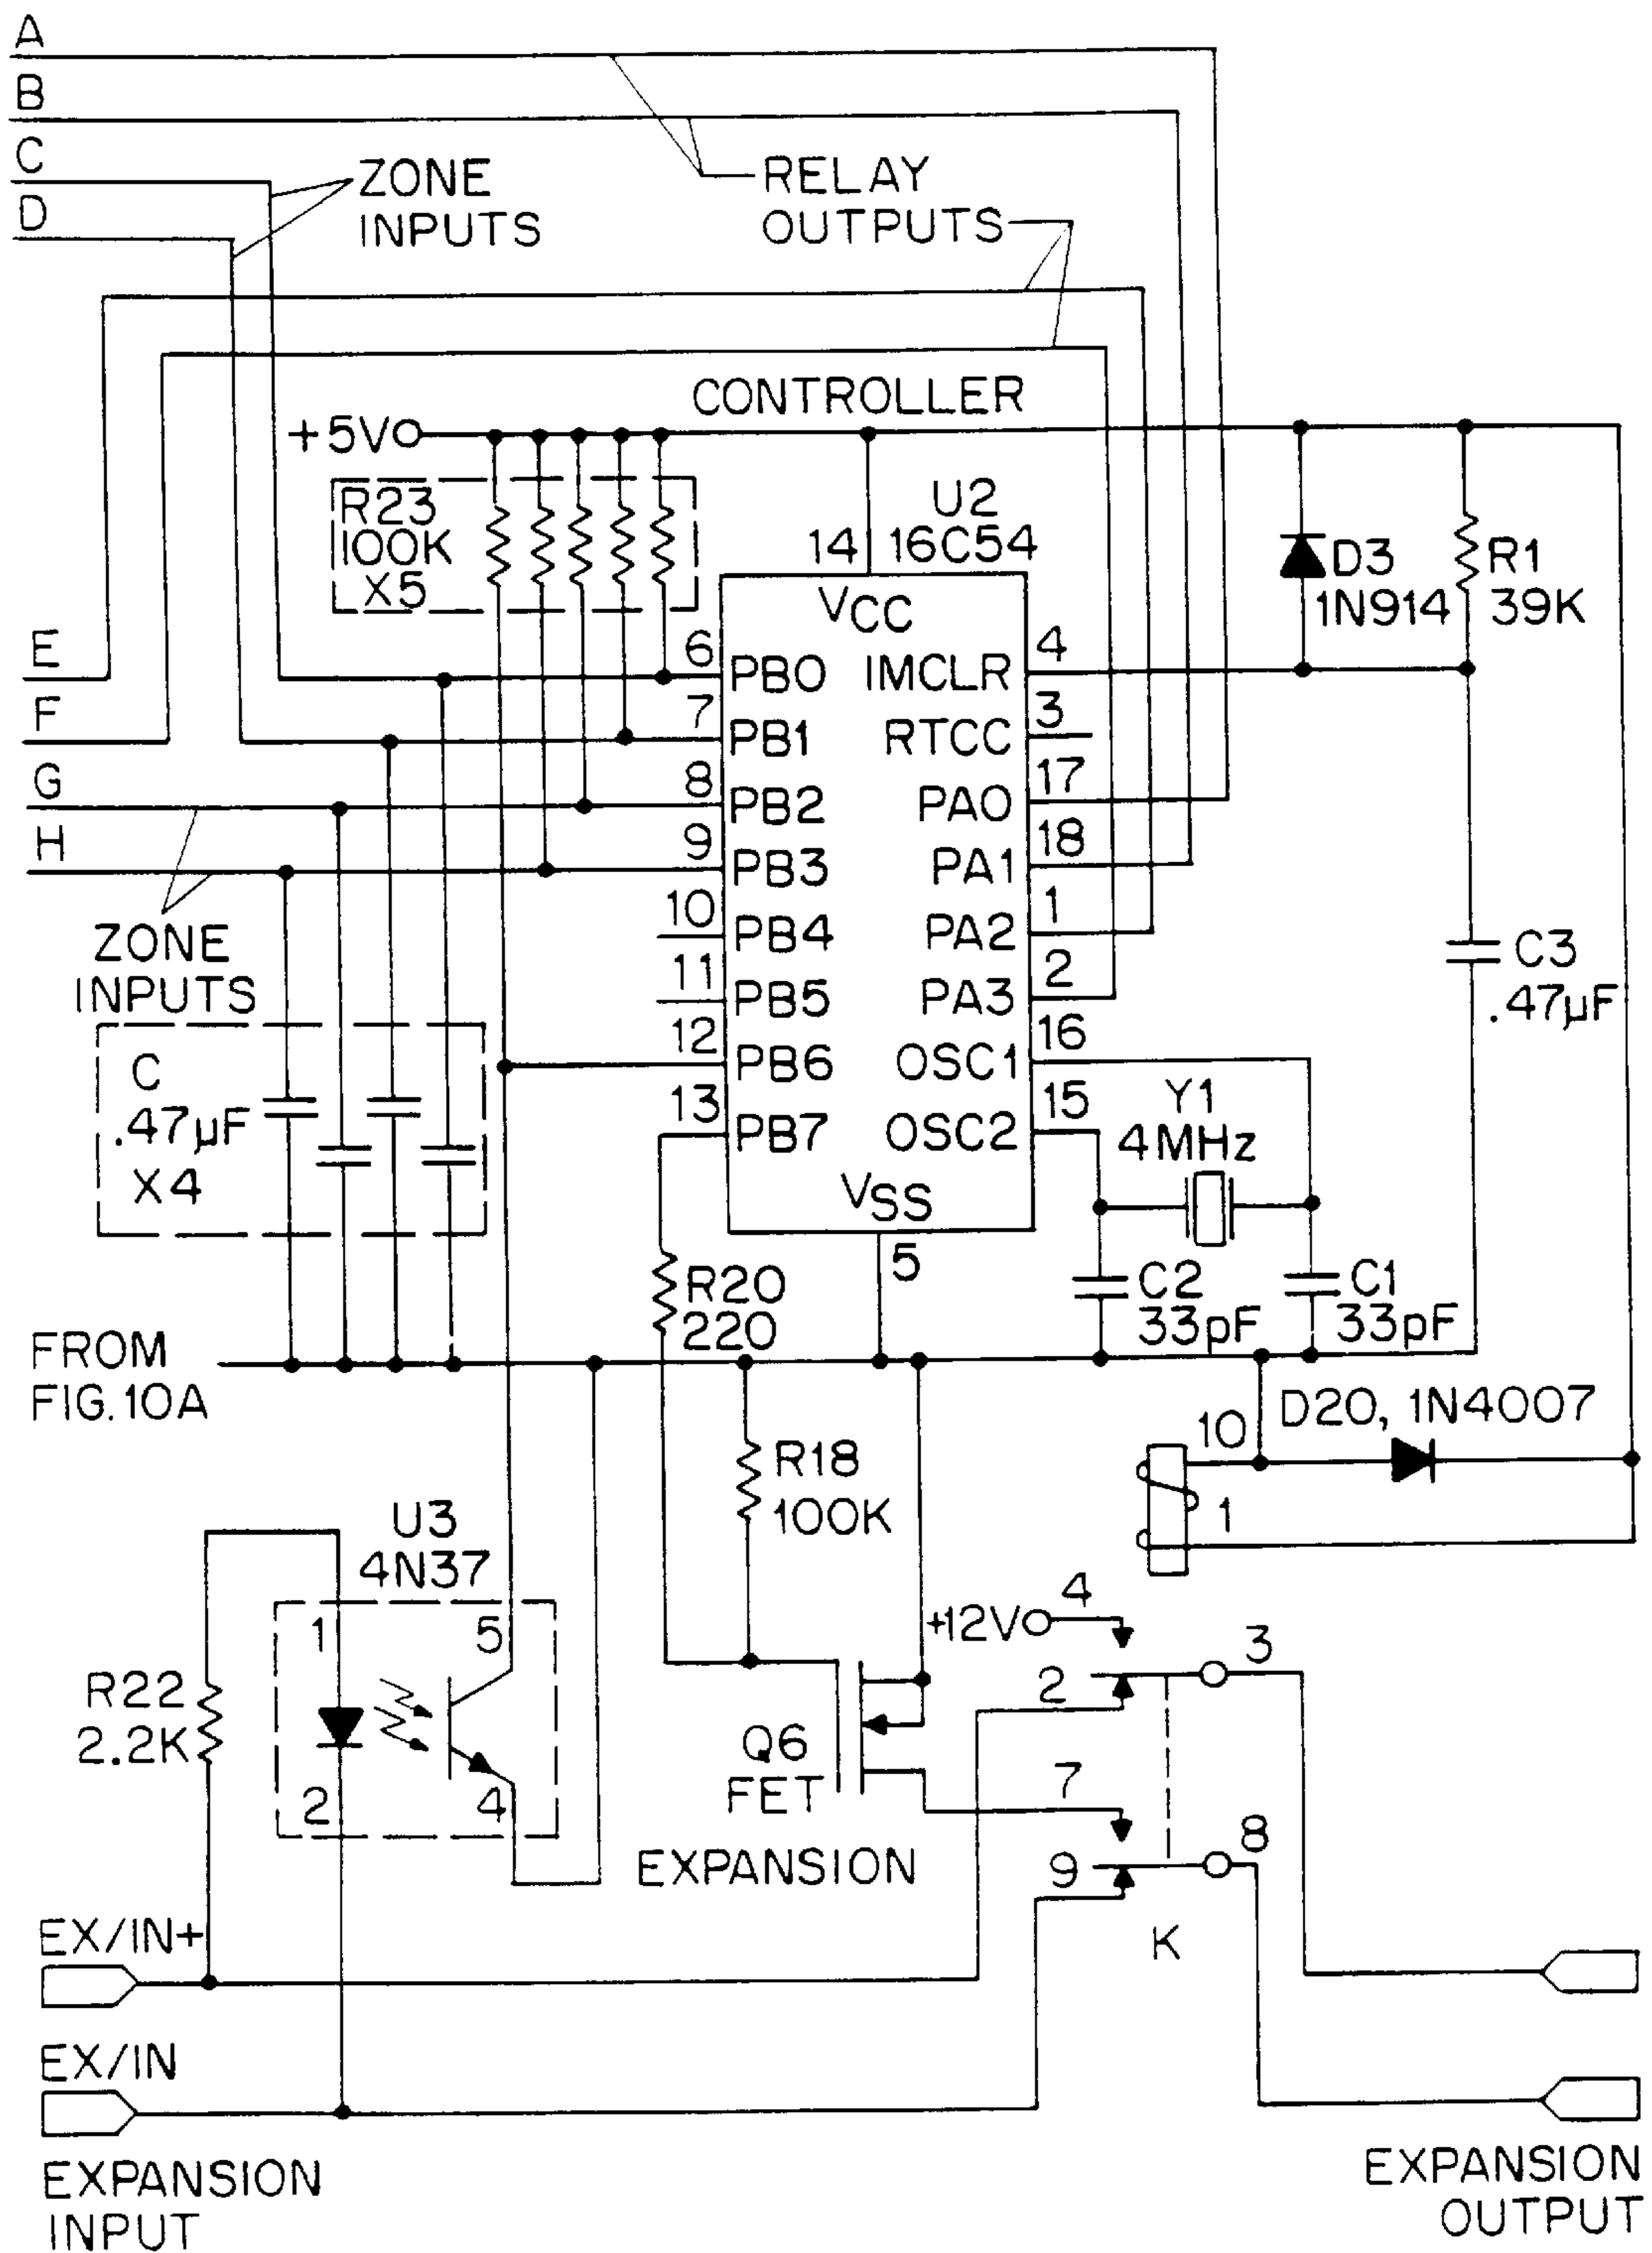 A
B
C
D
ZONE
INPUTS
RELAY
OUTPUTS
CONTROLLER
+5V
R23
100K
X5
U2
16C54
14
VCC
D3
1N914
R1
39K
E
F
G
H
6
PB0
7
PB1
8
PB2
9
PB3
10
PB4
11
PB5
12
PB6
13
PB7
IMCLR
4
RTCC
3
PA0
17
PA1
18
PA2
1
PA3
2
OSC1
16
OSC2
15
VSS
5
ZONE
INPUTS
C
.47µF
X4
C3
.47µF
Y1
4MHz
C2
33pF
C1
33pF
R20
220
FROM
FIG.10A
R18
100K
10
D20, 1N4007
1
U3
4N37
1
5
2
4
R22
2.2K
+12V
4
3
2
Q6
FET
7
8
9
EXPANSION
K
EX/IN+
EX/IN
EXPANSION
INPUT
EXPANSION
OUTPUT